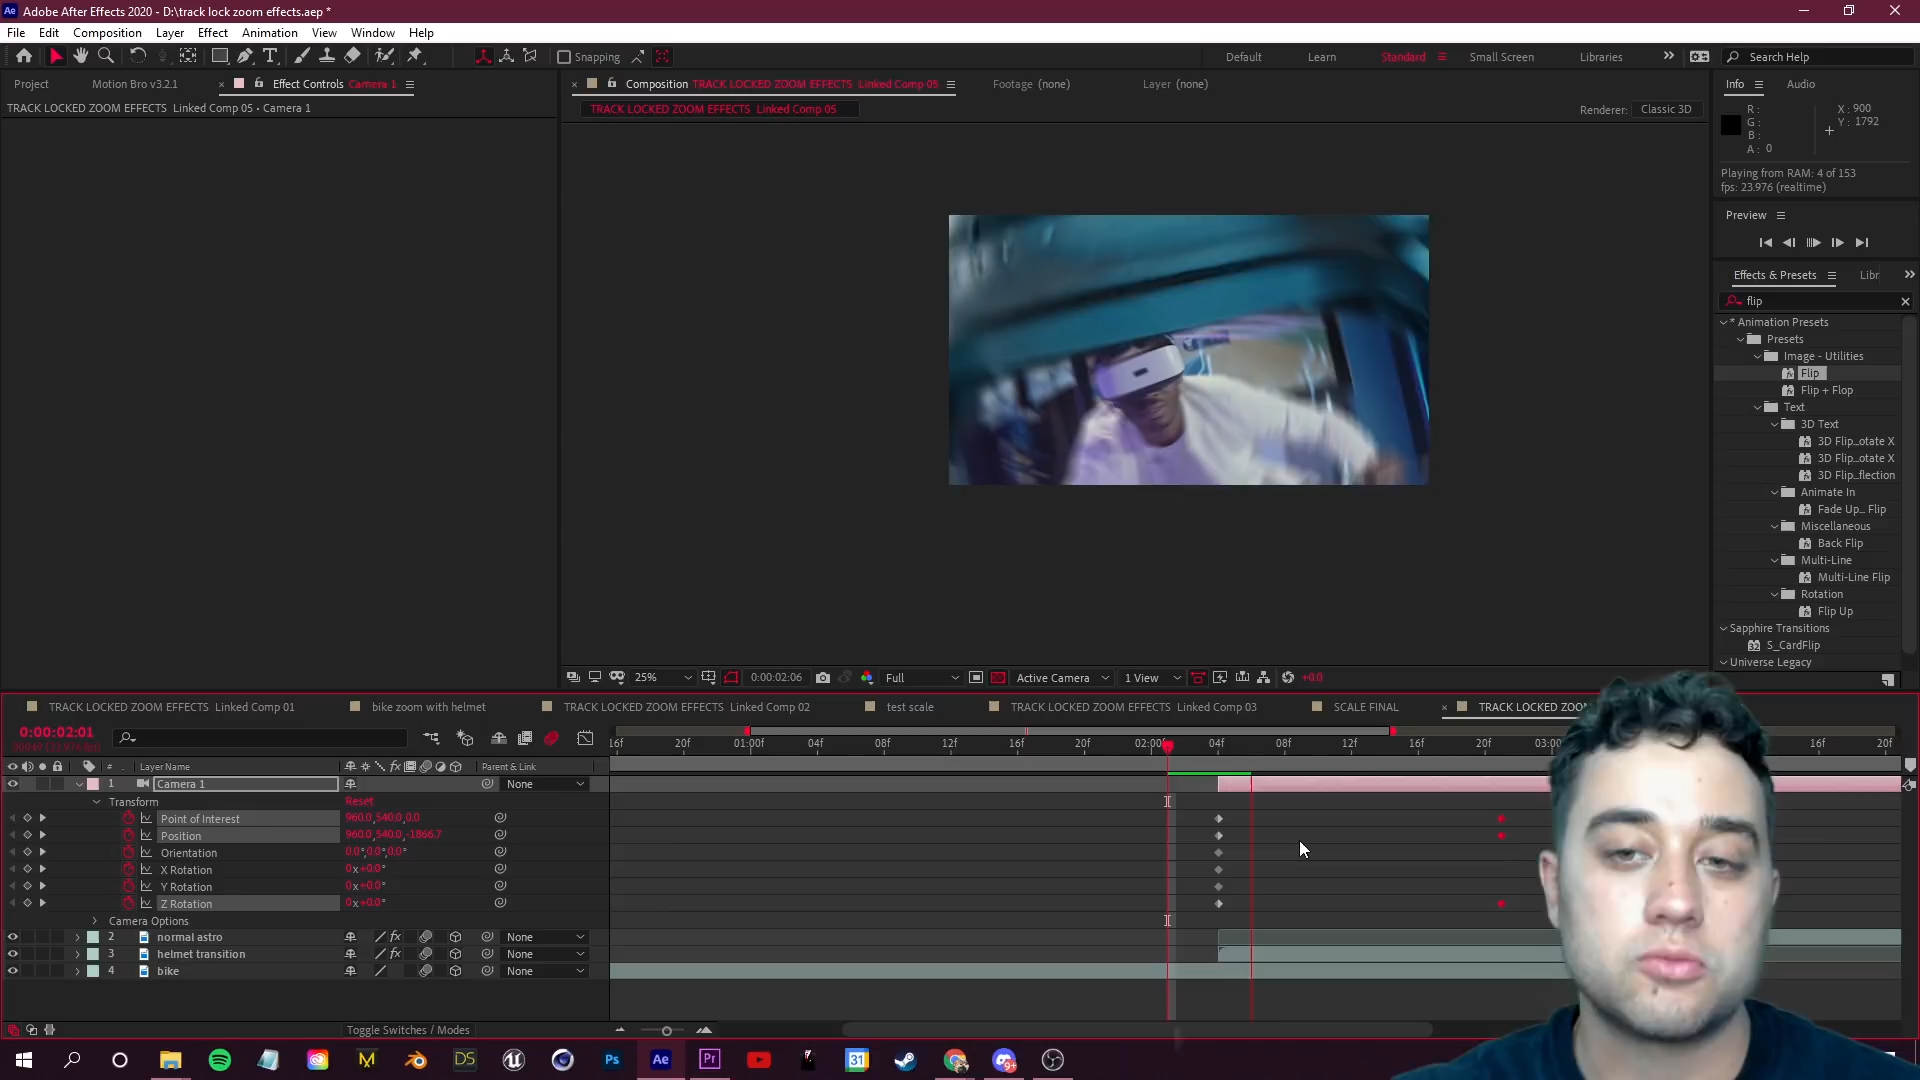 Ae Adobe After Effects 2020 - D:\track lock zoom effects.aep *
File Edit Composition Layer Effect Animation View Window Help
Snapping Default Learn Standard Small Screen Libraries Search Help
Project Motion Bro v3.2.1 Effect Controls Camera 1
Composition TRACK LOCKED ZOOM EFFECTS Linked Comp 05 Footage (none) Layer (none)
Info Audio
TRACK LOCKED ZOOM EFFECTS Linked Comp 05 • Camera 1
TRACK LOCKED ZOOM EFFECTS Linked Comp 05
Renderer: Classic 3D
R :
G :
B :
A : 0
X : 900
Y : 1792
Playing from RAM: 4 of 153
fps: 23.976 (realtime)
Preview
Effects & Presets Libr
flip
* Animation Presets
Presets
Image - Utilities
Flip
Flip + Flop
Text
3D Text
3D Flip...otate X
3D Flip...otate X
3D Flip...flection
Animate In
Fade Up... Flip
Miscellaneous
Back Flip
Multi-Line
Multi-Line Flip
Rotation
Flip Up
Sapphire Transitions
S_CardFlip
Universe Legacy
25% 0:00:02:06 Full Active Camera 1 View +0.0
TRACK LOCKED ZOOM EFFECTS Linked Comp 01 bike zoom with helmet TRACK LOCKED ZOOM EFFECTS Linked Comp 02 test scale TRACK LOCKED ZOOM EFFECTS Linked Comp 03 SCALE FINAL TRACK LOCKED ZOO
0:00:02:01
16f 20f 01:00f 04f 08f 12f 16f 20f 02:00f 04f 08f 12f 16f 20f 03:00 16f 20f
# Layer Name fx Parent & Link
1 Camera 1 None
Transform Reset
Point of Interest 960.0,540.0,0.0
Position 960.0,540.0,-1866.7
Orientation 0.0°,0.0°,0.0°
X Rotation 0x+0.0°
Y Rotation 0x+0.0°
Z Rotation 0x+0.0°
Camera Options
2 normal astro fx None
3 helmet transition fx None
4 bike None
Toggle Switches / Modes
M DS Ps Ae Pr 31 9+